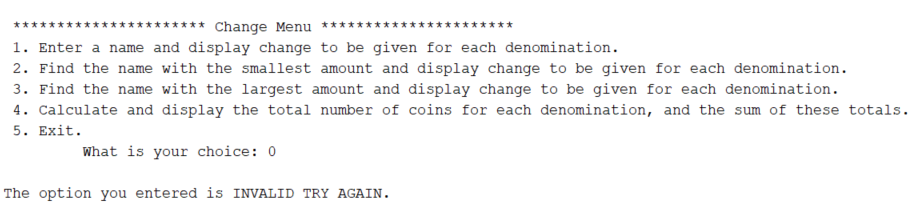 ********************** Change Menu **********************
1. Enter a name and display change to be given for each denomination.
2. Find the name with the smallest amount and display change to be given for each denomination.
3. Find the name with the largest amount and display change to be given for each denomination.
4. Calculate and display the total number of coins for each denomination, and the sum of these totals.
5. Exit.
What is your choice: 0
The option you entered is INVALID TRY AGAIN.